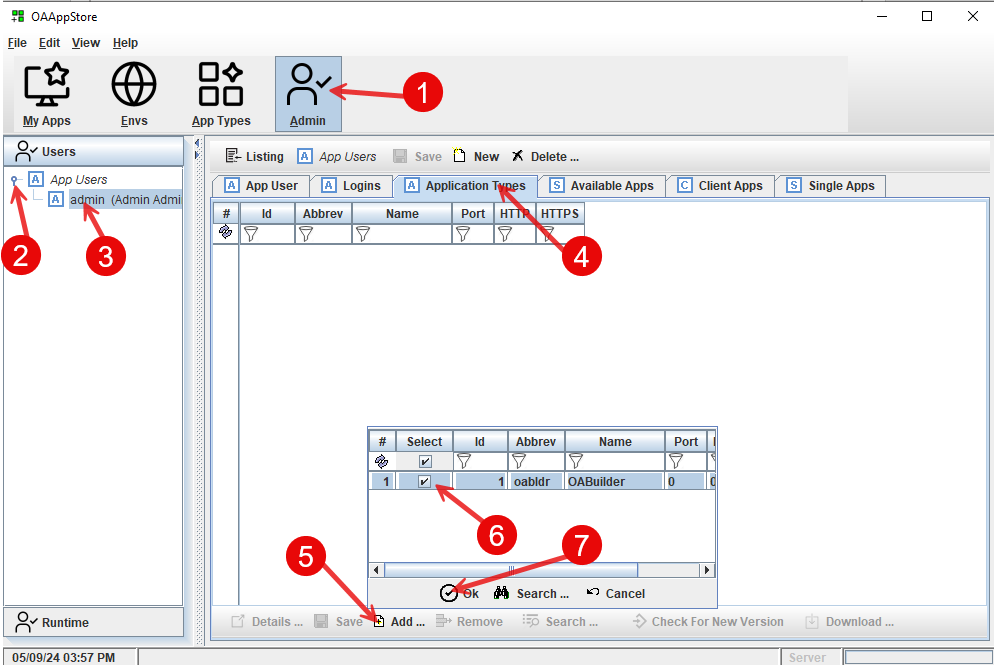 OAAppStore
File Edit View Help
My Apps Envs App Types Admin
1
Users
App Users
admin (Admin Admi
2
3
Listing A App Users Save New Delete ...
A App User A Logins A Application Types S Available Apps C Client Apps S Single Apps
# Id Abbrev Name Port HTTP HTTPS
4
# Select Id Abbrev Name Port
1 1 oabldr OABuilder 0 0
6
7
5
Ok Search ... Cancel
Runtime
Details ... Save Add ... Remove Search ... Check For New Version Download ...
05/09/24 03:57 PM Server